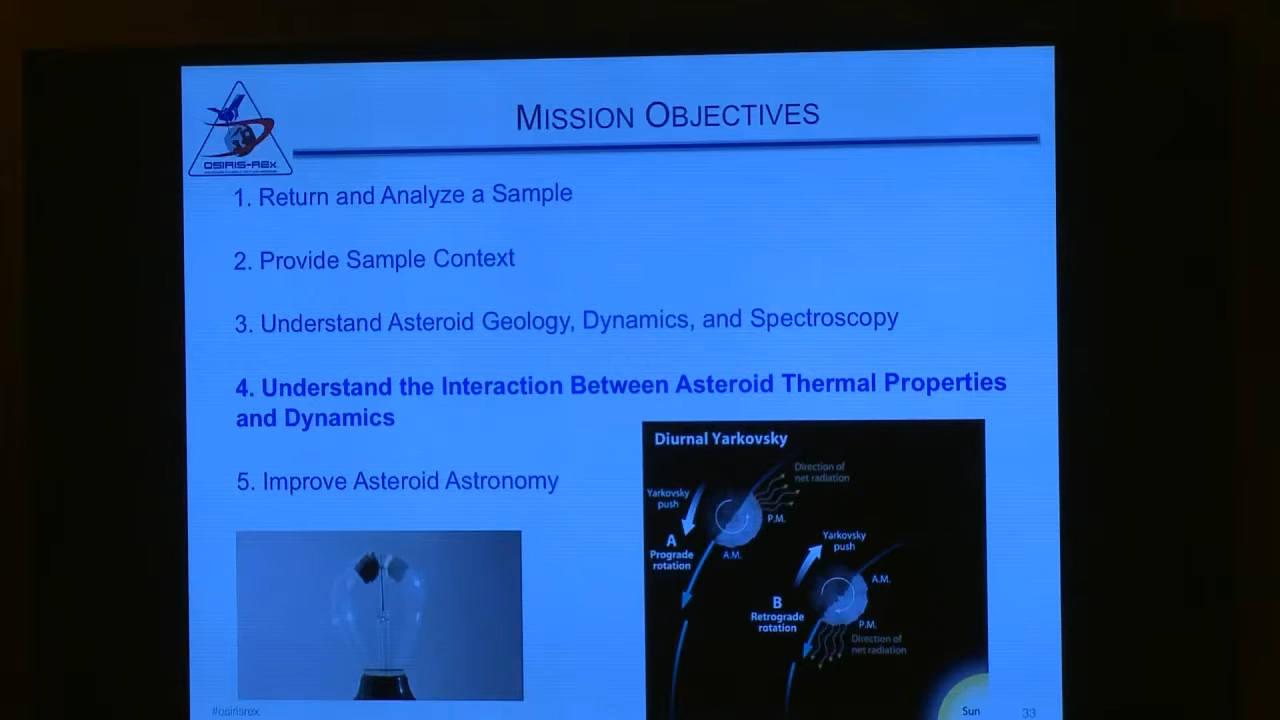 MISSION OBJECTIVES
OSIRIS-REx
1. Return and Analyze a Sample
2. Provide Sample Context
3. Understand Asteroid Geology, Dynamics, and Spectroscopy
4. Understand the Interaction Between Asteroid Thermal Properties
and Dynamics
5. Improve Asteroid Astronomy
Diurnal Yarkovsky
Direction of
net radiation
Yarkovsky
push
P.M.
A
Prograde
rotation
A.M.
Yarkovsky
push
A.M.
B
Retrograde
rotation
P.M.
Direction of
net radiation
Sun
#osirisrex
33